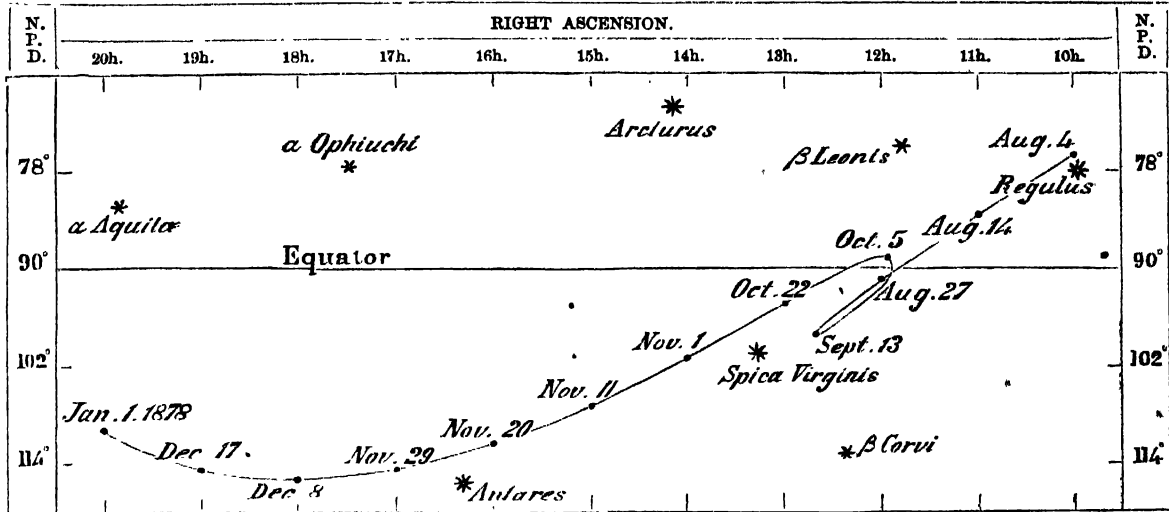 N. P. D. RIGHT ASCENSION. N. P. D.
20h. 19h. 18h. 17h. 16h. 15h. 14h. 13h. 12h. 11h. 10h.
Arcturus
α Ophiuchi
β Leonis
Aug. 4
78° 78°
Regulus
α Aquilæ
Aug. 14
Oct. 5
Equator
90° 90°
Oct. 22
Aug. 27
Nov. 1
Sept. 13
102° 102°
Spica Virginis
Nov. 11
Jan. 1. 1878
Nov. 20
Dec. 17.
Nov. 29
β Corvi
114° 114°
Dec. 8
Antares